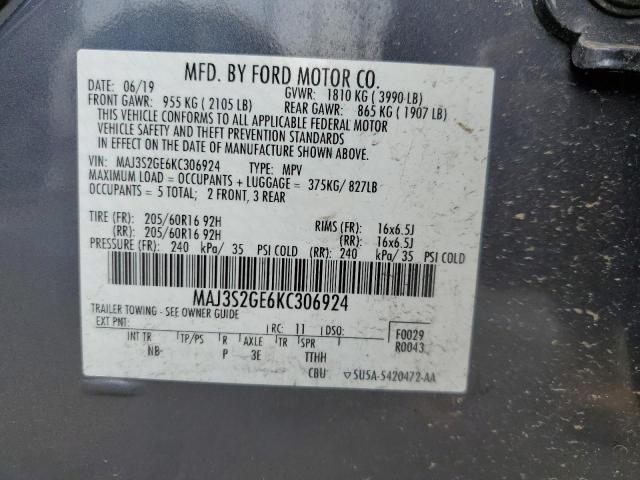 MFD. BY FORD MOTOR CO.
DATE: 06/19 GVWR: 1810 KG ( 3990 LB)
FRONT GAWR: 955 KG ( 2105 LB) REAR GAWR: 865 KG ( 1907 LB)
THIS VEHICLE CONFORMS TO ALL APPLICABLE FEDERAL MOTOR
VEHICLE SAFETY AND THEFT PREVENTION STANDARDS
IN EFFECT ON THE DATE OF MANUFACTURE SHOWN ABOVE.
VIN: MAJ3S2GE6KC306924 TYPE: MPV
MAXIMUM LOAD = OCCUPANTS + LUGGAGE = 375KG/ 827LB
OCCUPANTS = 5 TOTAL; 2 FRONT, 3 REAR
TIRE (FR): 205/60R16 92H RIMS (FR): 16x6.5J
(RR): 205/60R16 92H (RR): 16x6.5J
PRESSURE (FR): 240 kPa/ 35 PSI COLD (RR): 240 kPa/ 35 PSI COLD
MAJ3S2GE6KC306924
TRAILER TOWING - SEE OWNER GUIDE
EXT PNT: RC: 11 DSO: F0029
R0043
INT TR TP/PS R AXLE TR SPR
NB- P 3E TTHH
CBU ▽SU5A-5420472-AA